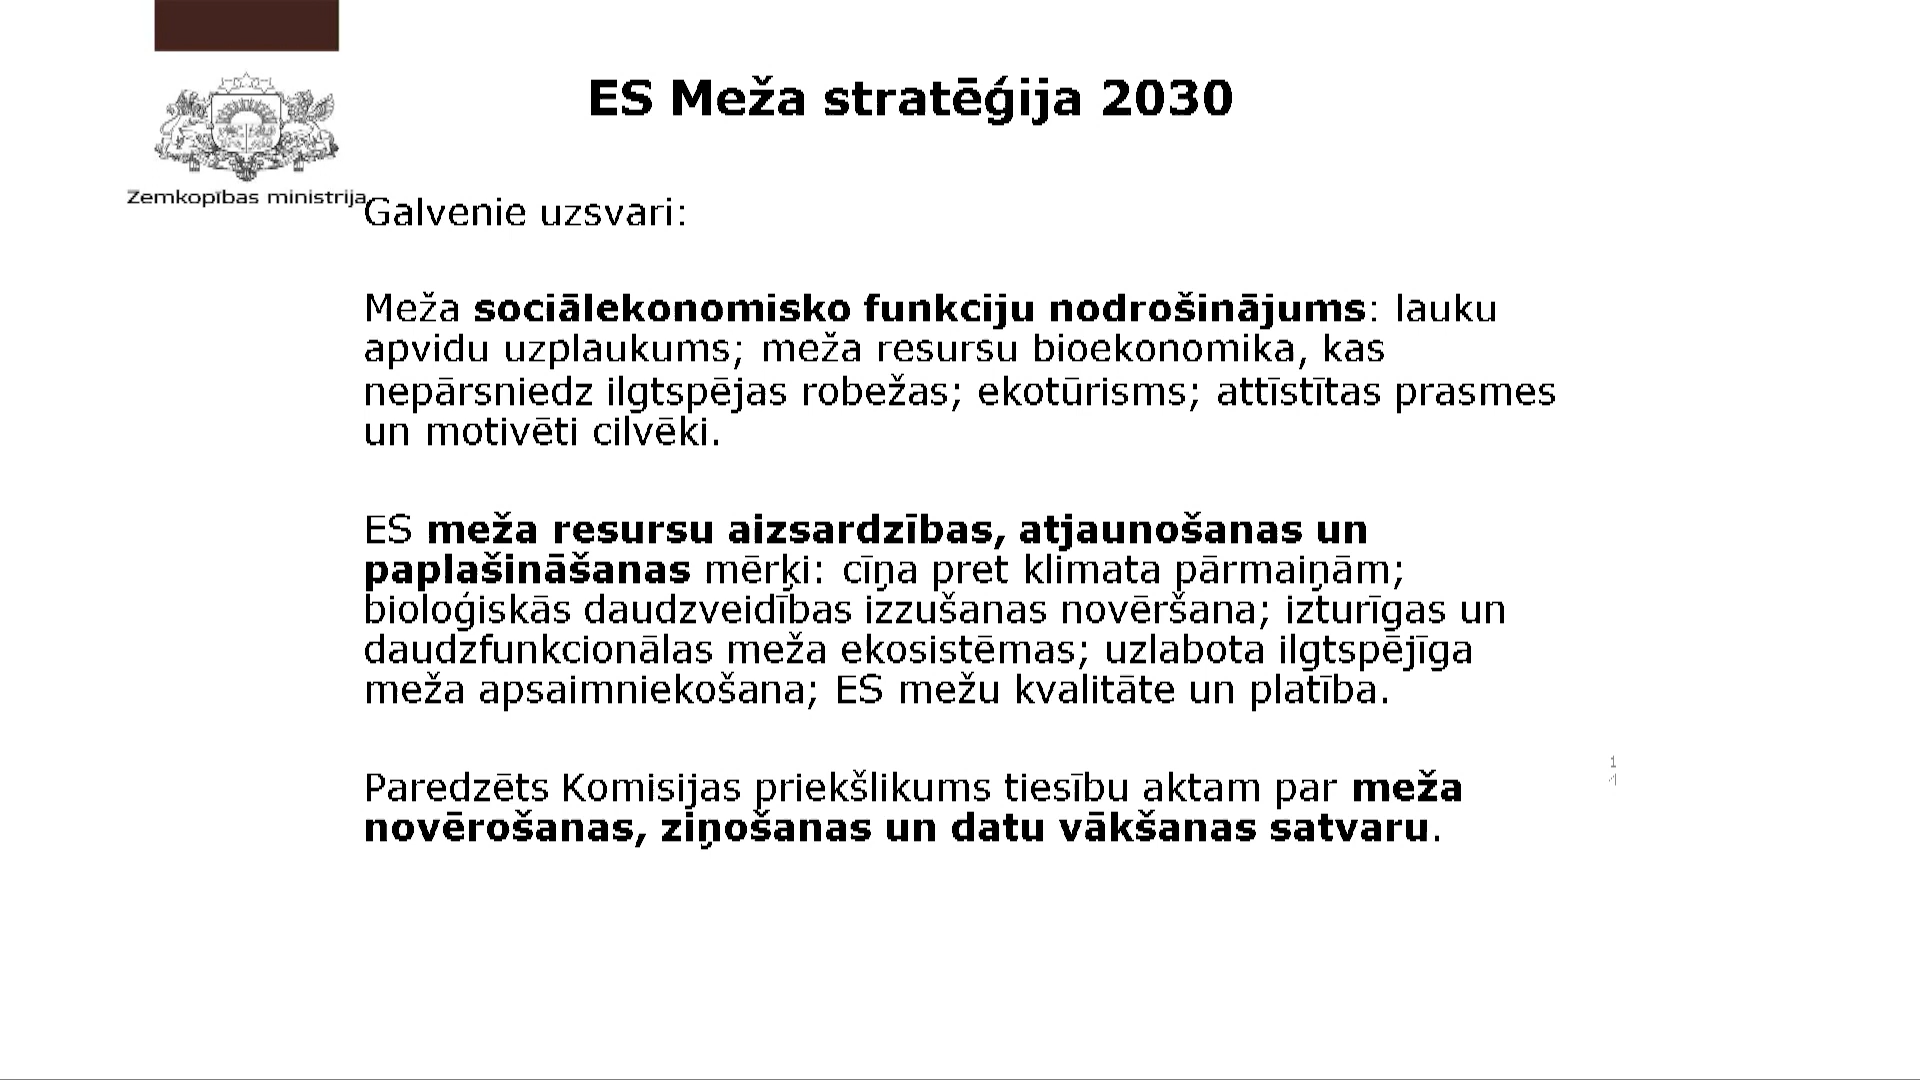 ES Meža stratēģija 2030
Zemkopības ministrija
Galvenie uzsvari:
Meža sociālekonomisko funkciju nodrošinājums: lauku
apvidu uzplaukums; meža resursu bioekonomika, kas
nepārsniedz ilgtspējas robežas; ekotūrisms; attīstītas prasmes
un motivēti cilvēki.
ES meža resursu aizsardzības, atjaunošanas un
paplašināšanas mērķi: cīņa pret klimata pārmaiņām;
bioloģiskās daudzveidības izzušanas novēršana; izturīgas un
daudzfunkcionālas meža ekosistēmas; uzlabota ilgtspējīga
meža apsaimniekošana; ES mežu kvalitāte un platība.
Paredzēts Komisijas priekšlikums tiesību aktam par meža
novērošanas, ziņošanas un datu vākšanas satvaru.
1